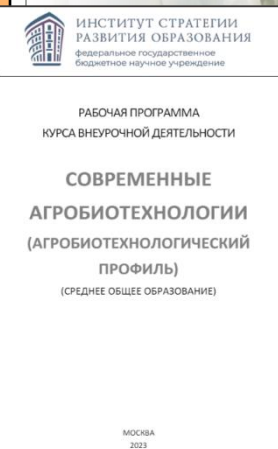 ИНСТИТУТ СТРАТЕГИИ
РАЗВИТИЯ ОБРАЗОВАНИЯ
федеральное государственное
бюджетное научное учреждение
РАБОЧАЯ ПРОГРАММА
КУРСА ВНЕУРОЧНОЙ ДЕЯТЕЛЬНОСТИ
СОВРЕМЕННЫЕ
АГРОБИОТЕХНОЛОГИИ
(АГРОБИОТЕХНОЛОГИЧЕСКИЙ
ПРОФИЛЬ)
(СРЕДНЕЕ ОБЩЕЕ ОБРАЗОВАНИЕ)
МОСКВА
2023